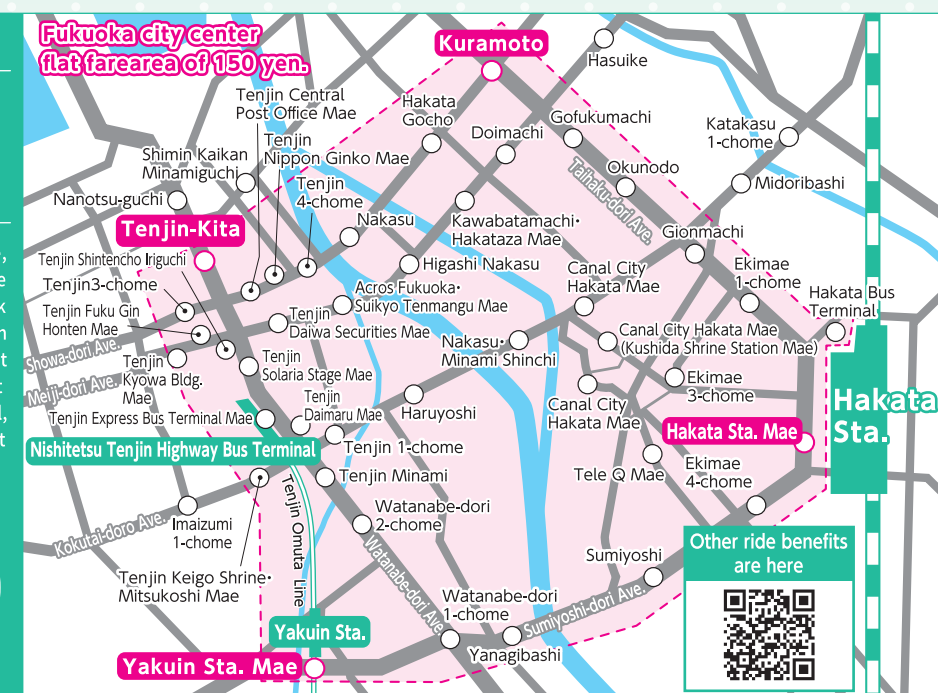 Fukuoka city center
flat farearea of 150 yen.
Kuramoto
Hasuike
Tenjin Central
Post Office Mae
Hakata
Gocho
Gofukumachi
Doimachi
Katakasu
1-chome
Tenjin
Nippon Ginko Mae
Shimin Kaikan
Minamiguchi
Okunodo
Taihaku-dori Ave.
Midoribashi
Tenjin
4-chome
Nanotsu-guchi
Nakasu
Kawabatamachi・
Hakataza Mae
Gionmachi
Tenjin-Kita
Tenjin Shintencho Iriguchi
Higashi Nakasu
Canal City
Hakata Mae
Ekimae
1-chome
Tenjin3-chome
Acros Fukuoka・
Suikyo Tenmangu Mae
Hakata Bus
Terminal
Tenjin Fu​ku Gin
Honten Mae
Tenjin
Daiwa Securities Mae
Canal City Hakata Mae
(Kushida Shrine Station Mae)
Showa-dori Ave.
Nakasu・
Minami Shinchi
Tenjin
Kyowa Bldg.
Mae
Tenjin
Solaria Stage Mae
Meiji-dori Ave.
Ekimae
3-chome
Tenjin
Daimaru Mae
Haruyoshi
Canal City
Hakata Mae
Hakata
Sta.
Tenjin Express Bus Terminal Mae
Hakata Sta. Mae
Nishitetsu Tenjin Highway Bus Terminal
Tenjin 1-chome
Tele Q Mae
Ekimae
4-chome
Tenjin Minami
Tenjin Omuta Line
Imaizumi
1-chome
Kokutai-doro Ave.
Watanabe-dori
2-chome
Watanabe-dori Ave.
Other ride benefits
are here
Sumiyoshi
Tenjin Keigo Shrine・
Mitsukoshi Mae
Watanabe-dori
1-chome
Sumiyoshi-dori Ave.
Yakuin Sta.
Yanagibashi
Yakuin Sta. Mae